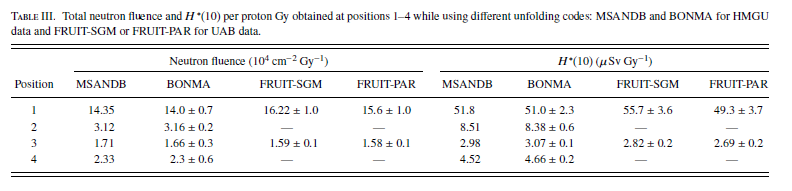 TABLE III. Total neutron fluence and H*(10) per proton Gy obtained at positions 1–4 while using different unfolding codes: MSANDB and BONMA for HMGU
data and FRUIT-SGM or FRUIT-PAR for UAB data.
Neutron fluence (10⁴ cm⁻² Gy⁻¹) H*(10) (μSv Gy⁻¹)
Position MSANDB BONMA FRUIT-SGM FRUIT-PAR MSANDB BONMA FRUIT-SGM FRUIT-PAR
1 14.35 14.0 ± 0.7 16.22 ± 1.0 15.6 ± 1.0 51.8 51.0 ± 2.3 55.7 ± 3.6 49.3 ± 3.7
2 3.12 3.16 ± 0.2 — — 8.51 8.38 ± 0.6 — —
3 1.71 1.66 ± 0.3 1.59 ± 0.1 1.58 ± 0.1 2.98 3.07 ± 0.1 2.82 ± 0.2 2.69 ± 0.2
4 2.33 2.3 ± 0.6 — — 4.52 4.66 ± 0.2 — —